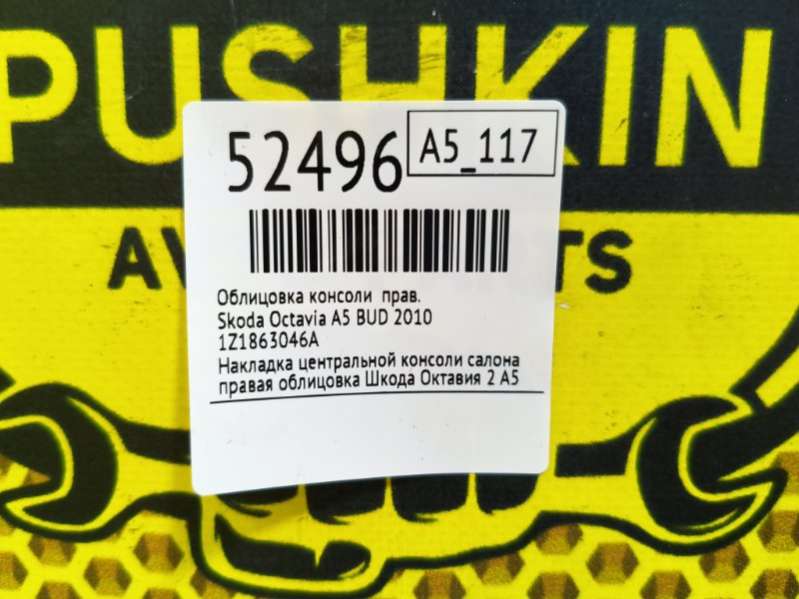 PUSHKIN
52496
A5_117
AV
TS
Облицовка консоли прав.
Skoda Octavia A5 BUD 2010
1Z1863046A
Накладка центральной консоли салона
правая облицовка Шкода Октавия 2 А5